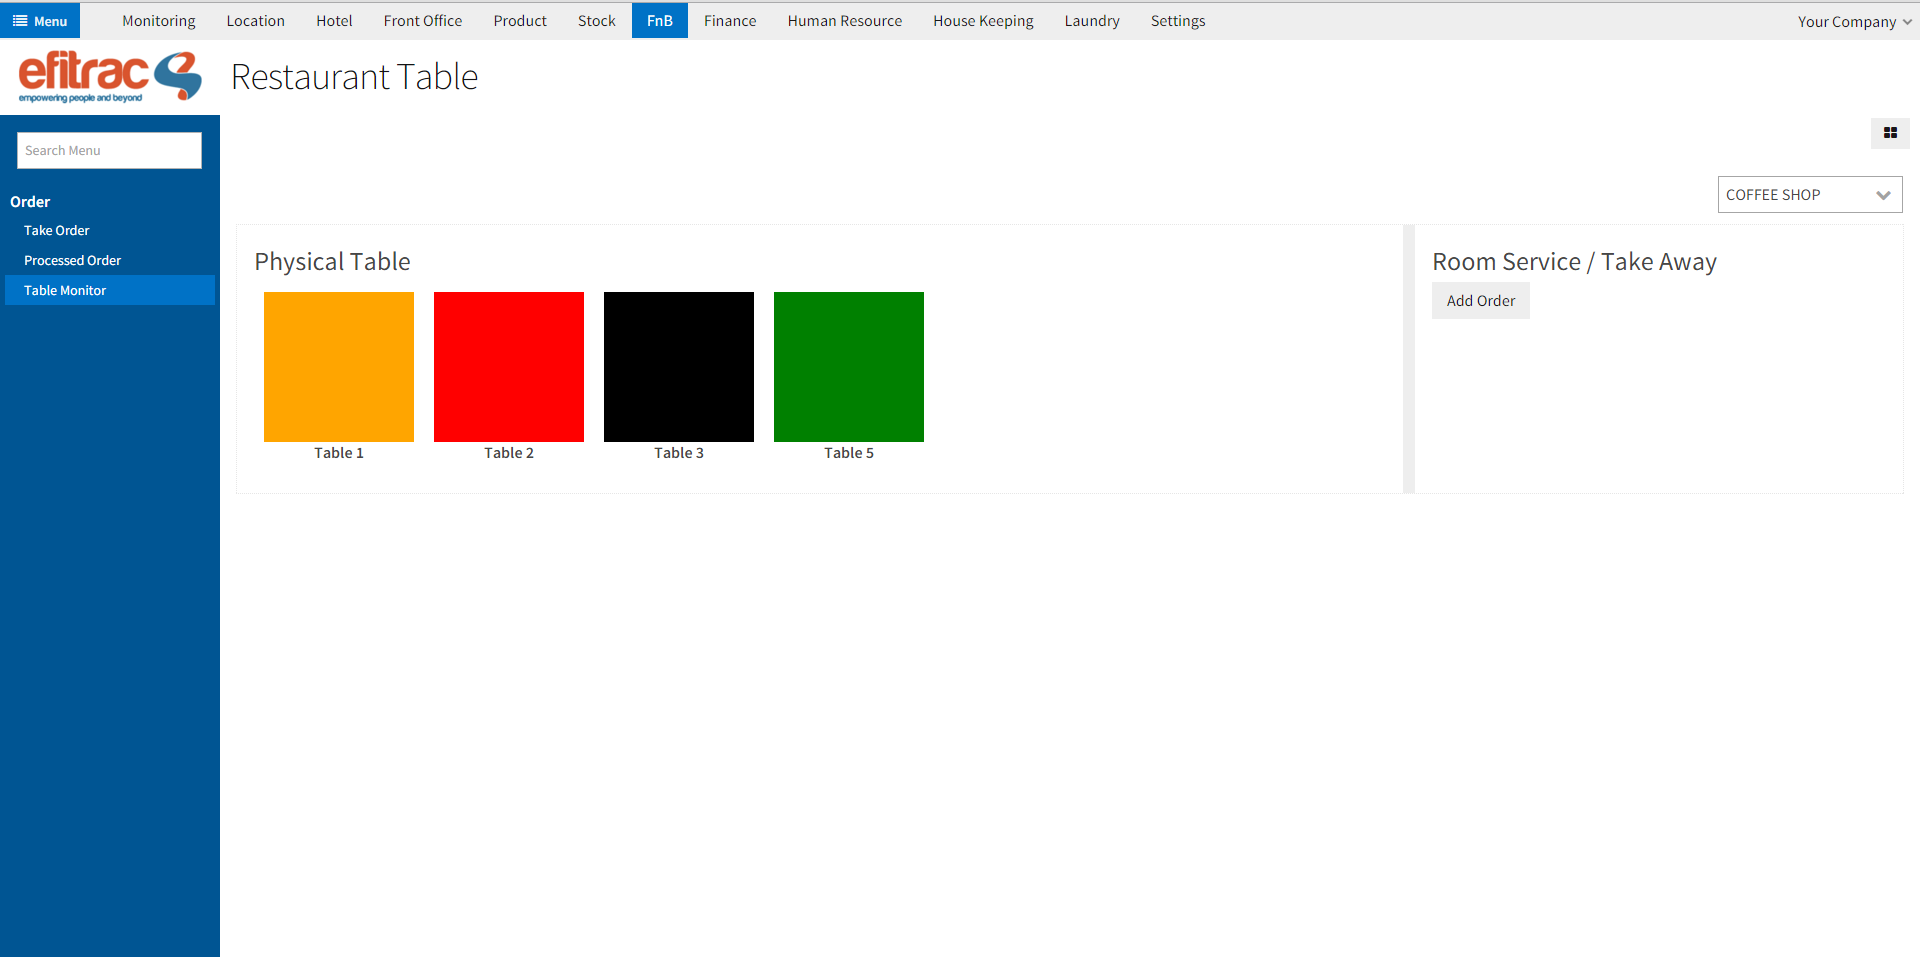 Menu Monitoring Location Hotel Front Office Product Stock FnB Finance Human Resource House Keeping Laundry Settings Your Company
efitrac
empowering people and beyond
Restaurant Table
Search Menu
COFFEE SHOP
Order
Take Order
Processed Order
Table Monitor
Physical Table
Table 1 Table 2 Table 3 Table 5
Room Service / Take Away
Add Order